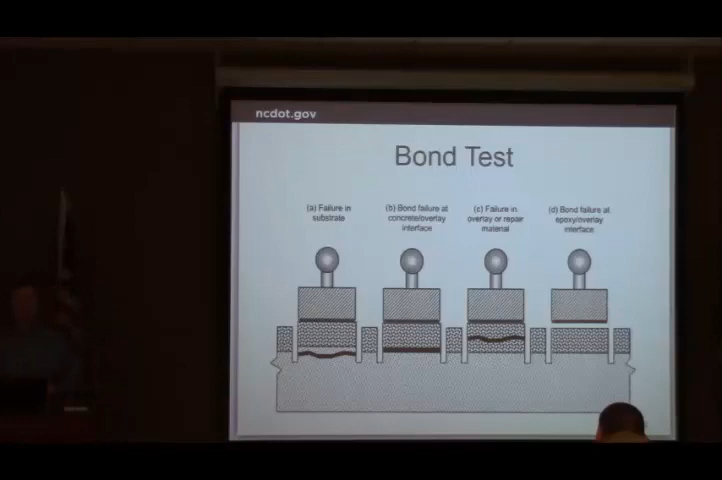 ncdot.gov
Bond Test
(a) Failure in
substrate
(b) Bond failure at
concrete/overlay
interface
(c) Failure in
overlay or repair
material
(d) Bond failure at
epoxy/overlay
interface